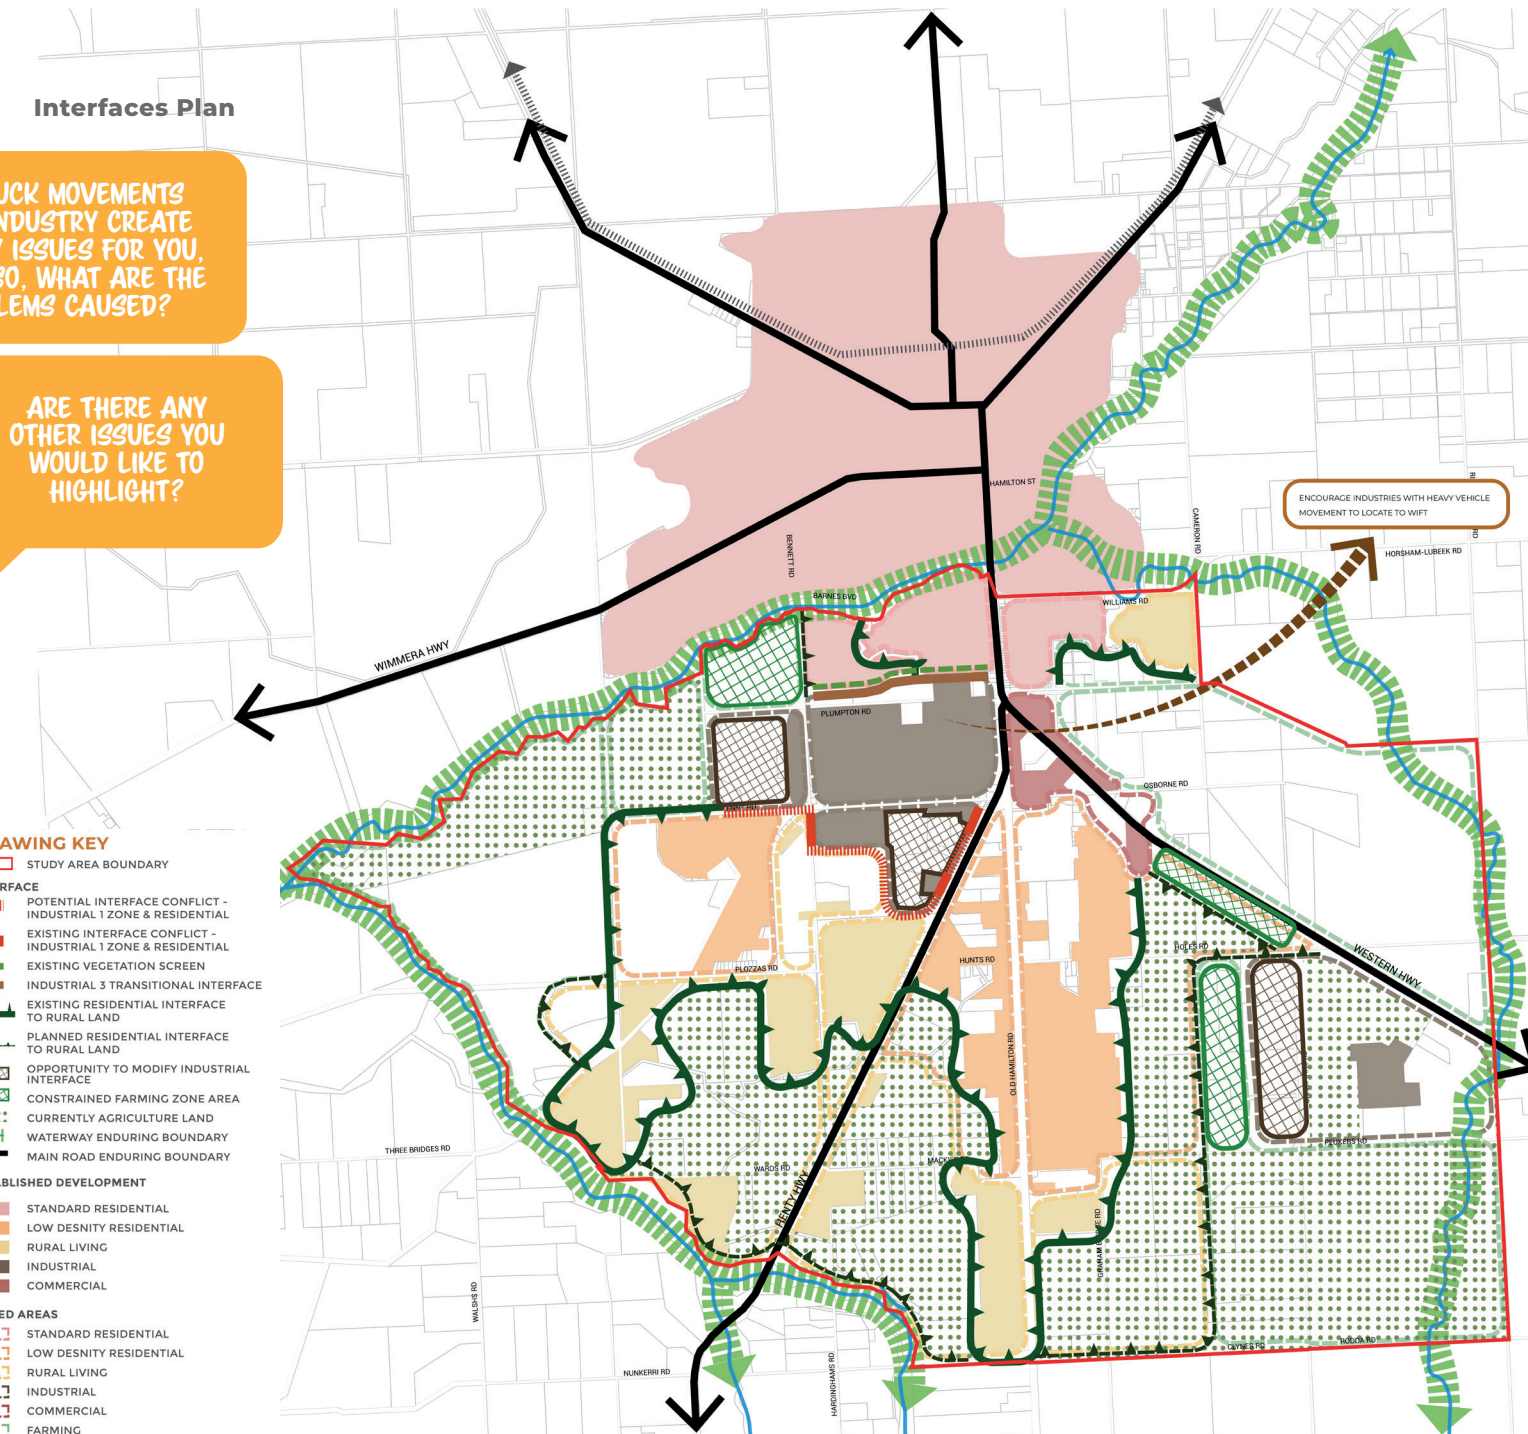 Interfaces Plan
UCK MOVEMENTS
NDUSTRY CREATE
Y ISSUES FOR YOU,
SO, WHAT ARE THE
LEMS CAUSED?
ARE THERE ANY
OTHER ISSUES YOU
WOULD LIKE TO
HIGHLIGHT?
ENCOURAGE INDUSTRIES WITH HEAVY VEHICLE
MOVEMENT TO LOCATE TO WIFT
HAMILTON ST
CAMERON RD
RD
HORSHAM-LUBEEK RD
BENNETT RD
BARNES BVD
WILLIAMS RD
WIMMERA HWY
PLUMPTON RD
OSBORNE RD
HOLES RD
WESTERN HWY
HUNTS RD
PLOZZAS RD
OLD HAMILTON RD
THREE BRIDGES RD
WARDS RD
HENTY HWY
PLUKERS RD
WALSHS RD
NUNKERRI RD
HARDINGHAMS RD
CLYNES RD
RODDA RD
AWING KEY
STUDY AREA BOUNDARY
RFACE
POTENTIAL INTERFACE CONFLICT -
INDUSTRIAL 1 ZONE & RESIDENTIAL
EXISTING INTERFACE CONFLICT -
INDUSTRIAL 1 ZONE & RESIDENTIAL
EXISTING VEGETATION SCREEN
INDUSTRIAL 3 TRANSITIONAL INTERFACE
EXISTING RESIDENTIAL INTERFACE
TO RURAL LAND
PLANNED RESIDENTIAL INTERFACE
TO RURAL LAND
OPPORTUNITY TO MODIFY INDUSTRIAL
INTERFACE
CONSTRAINED FARMING ZONE AREA
CURRENTLY AGRICULTURE LAND
WATERWAY ENDURING BOUNDARY
MAIN ROAD ENDURING BOUNDARY
ABLISHED DEVELOPMENT
STANDARD RESIDENTIAL
LOW DESNITY RESIDENTIAL
RURAL LIVING
INDUSTRIAL
COMMERCIAL
ED AREAS
STANDARD RESIDENTIAL
LOW DESNITY RESIDENTIAL
RURAL LIVING
INDUSTRIAL
COMMERCIAL
FARMING